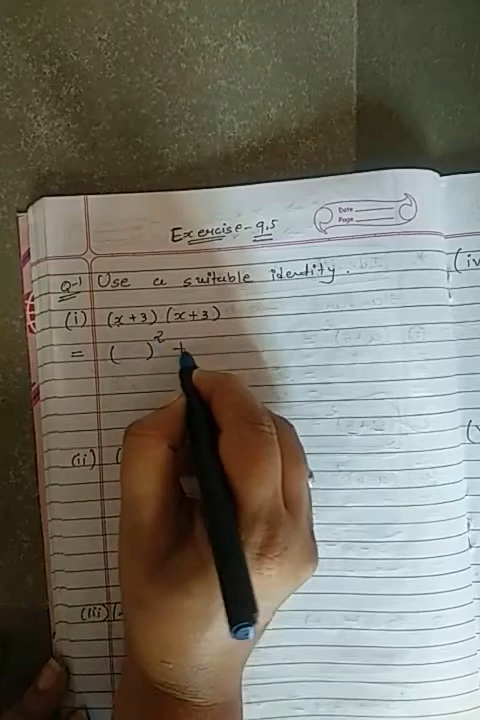 Date
Page
Exercise-9.5
Q-1 Use a suitable identity.
(i) (x+3) (x+3)
= ( )² +
(ii) (
(iii) (
(iv
(v